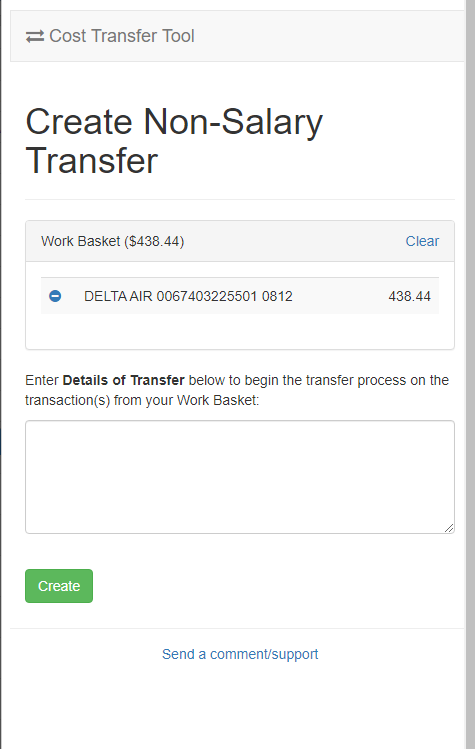 Cost Transfer Tool
Create Non-Salary
Transfer
Work Basket ($438.44) Clear
DELTA AIR 0067403225501 0812 438.44
Enter Details of Transfer below to begin the transfer process on the
transaction(s) from your Work Basket:
Create
Send a comment/support